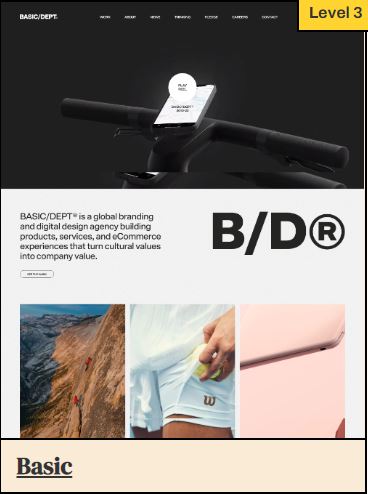 Level 3
BASIC/DEPT®
WORK ABOUT NEWS THINKING PLEDGE CAREERS CONTACT
PLAY
REEL
BASIC/DEPT®
BASIC/DEPT® is a global branding
and digital design agency building
products, services, and eCommerce
experiences that turn cultural values
into company value.
B/D®
Basic